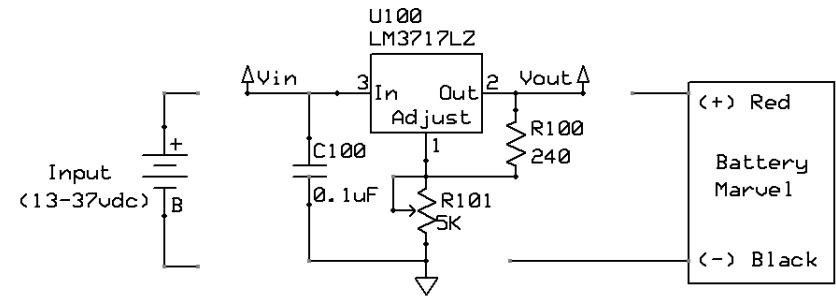 U100
LM3717LZ
Vin
3
In
Out
2
Vout
Adjust
1
(+) Red
R100
240
C100
0.1uF
Input
(13-37vdc)
+
B
R101
5K
Battery
Marvel
(-) Black